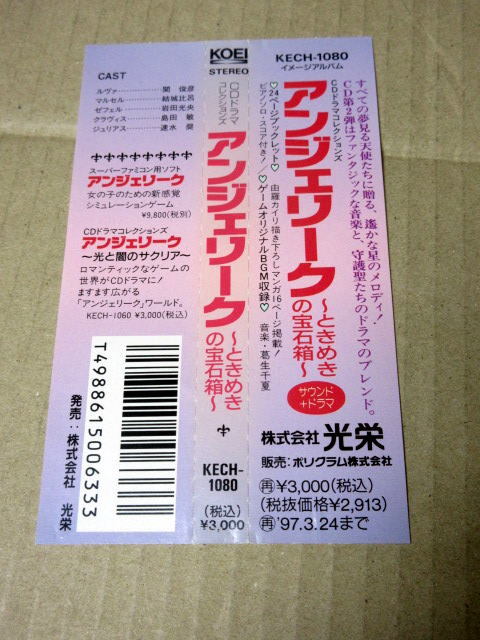 CAST
ルヴァ………関 俊彦
マルセル………結城比呂
ゼフェル………岩田光央
クラヴィス………島田 敏
ジュリアス………速水 奨
スーパーファミコン用ソフト
アンジェリーク
女の子のための新感覚
シミュレーションゲーム
¥9,800(税別)
CDドラマコレクションズ
アンジェリーク
〜光と闇のサクリア〜
ロマンティックなゲームの
世界がCDドラマに!
ますます広がる
「アンジェリーク」ワールド。
KECH-1060 ¥3,000(税込)
T4988615006333
発売:株式会社 光栄
KOEI
STEREO
CDドラマ
コレクションズ
アンジェリーク
〜ときめき
の宝石箱〜
KECH-
1080
(税込)
¥3,000
KECH-1080
イメージアルバム
すべての夢見る天使たちに贈る、遙かな星のメロディ!
CD第2弾はファンタジックな音楽と、守護聖たちのドラマのブレンド。
CDドラマコレクションズ
アンジェリーク
〜ときめき
の宝石箱〜
サウンド
+ドラマ
♡24ページブックレット♡ 由羅カイリ描き下ろしマンガ16ページ掲載!
ピアノソロ・スコア付き! ♡ゲームオリジナルBGM収録♡ 音楽・葛生千夏
株式会社 光栄
販売:ポリグラム株式会社
再¥3,000(税込)
(税抜価格¥2,913)
再'97.3.24まで